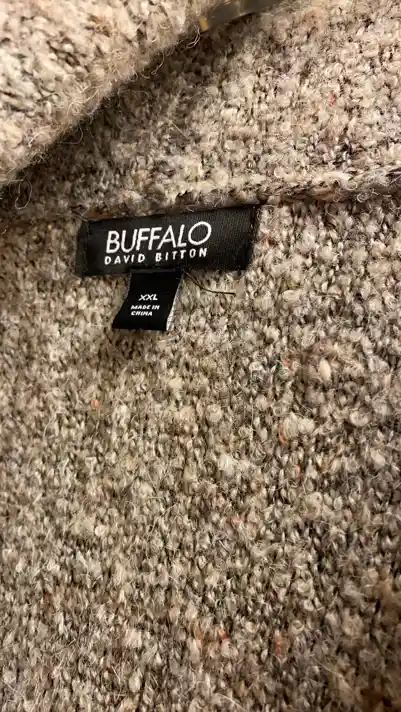 BUFFALO
DAVID BITTON
XXL
MADE IN
CHINA